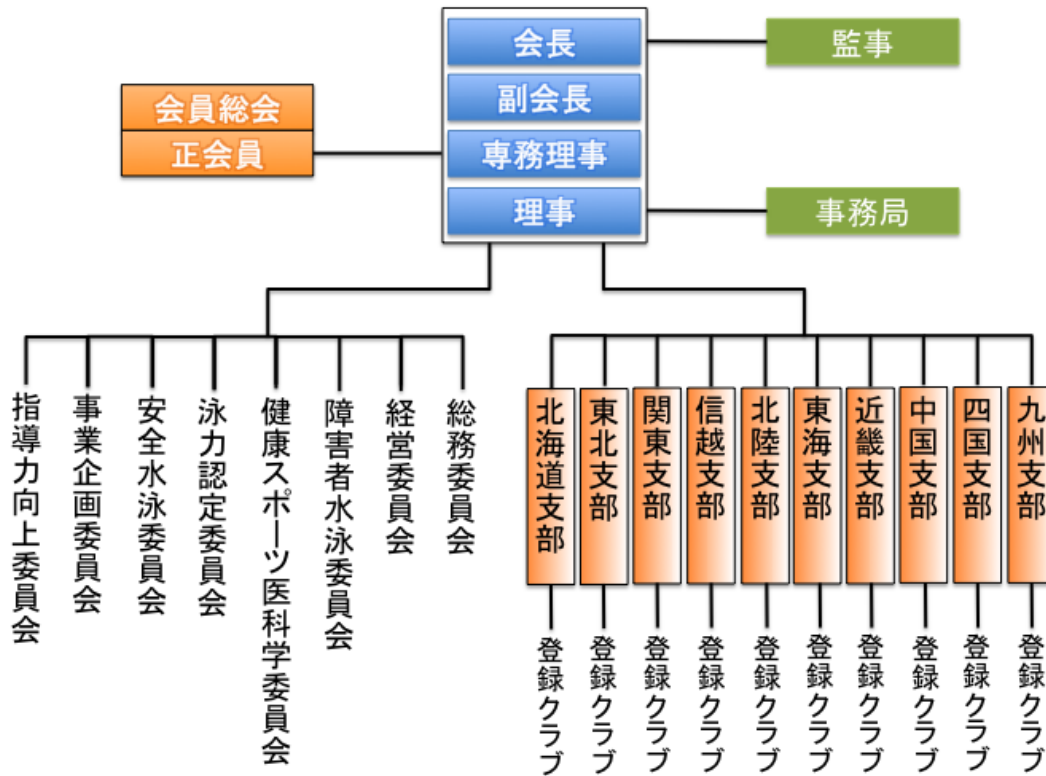 会長
監事
会員総会
副会長
正会員
専務理事
理事
事務局
指導力向上委員会
事業企画委員会
安全水泳委員会
泳力認定委員会
健康スポーツ医科学委員会
障害者水泳委員会
経営委員会
総務委員会
北海道支部
東北支部
関東支部
信越支部
北陸支部
東海支部
近畿支部
中国支部
四国支部
九州支部
登録クラブ
登録クラブ
登録クラブ
登録クラブ
登録クラブ
登録クラブ
登録クラブ
登録クラブ
登録クラブ
登録クラブ